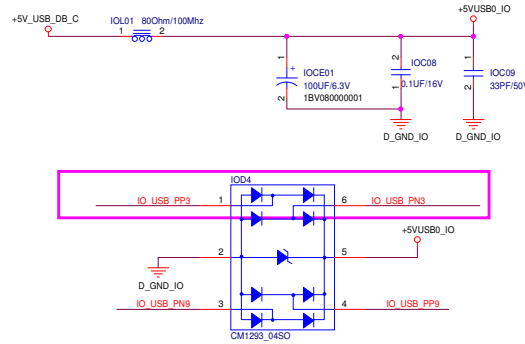 +5V_USB_DB_C
IOL01 80Ohm/100Mhz
1 2
+5VUSB0_IO
1
+
IOCE01
100UF/6.3V
1BV080000001
2
2
IOC08
0.1UF/16V
1
1
IOC09
33PF/50V
2
D_GND_IO
D_GND_IO
IOD4
IO_USB_PP3
1
6
IO_USB_PN3
+5VUSB0_IO
2
5
D_GND_IO
IO_USB_PN9
3
4
IO_USB_PP9
CM1293_04SO